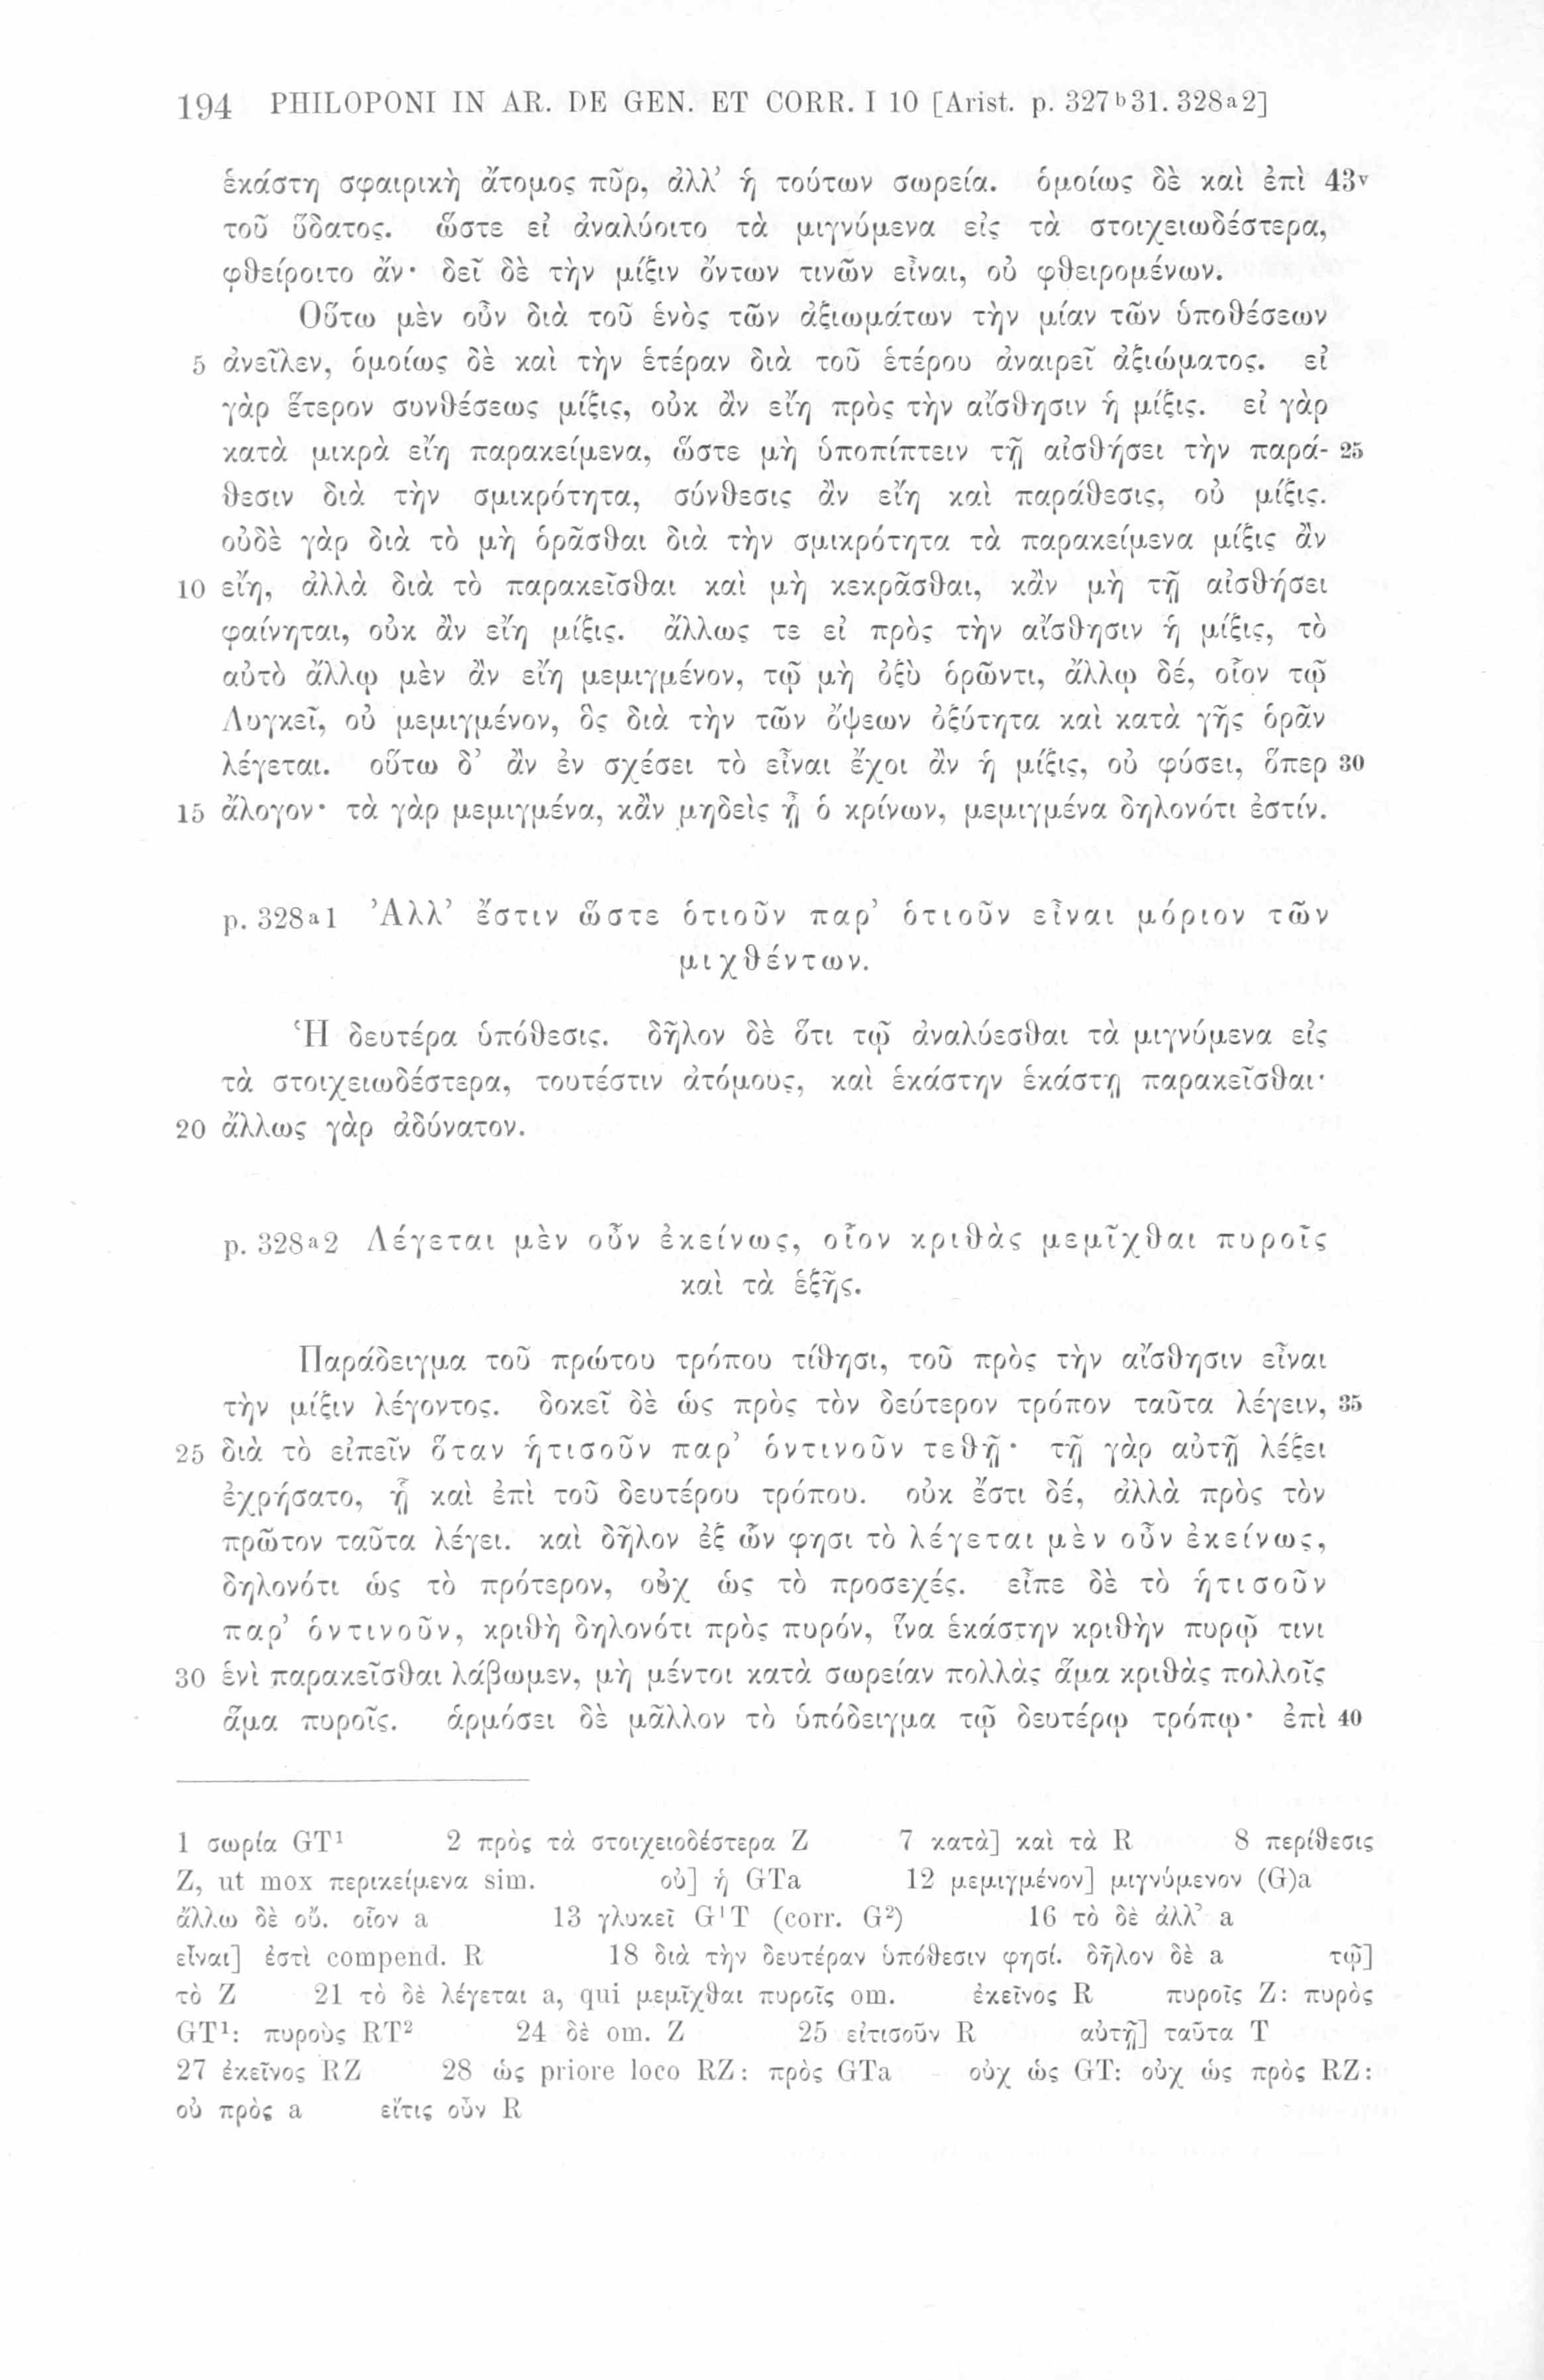 194 PHILOPONI IN AR. DE GEN. ET CORR. I 10 [Arist. p. 327b31. 328a2]
ἑκάστη σφαιρικὴ ἄτομος πῦρ, ἀλλ’ ἡ τούτων σωρεία. ὁμοίως δὲ καὶ ἐπὶ 43v
τοῦ ὕδατος. ὥστε εἰ ἀναλύοιτο τὰ μιγνύμενα εἰς τὰ στοιχειωδέστερα,
φθείροιτο ἄν· δεῖ δὲ τὴν μίξιν ὄντων τινῶν εἶναι, οὐ φθειρομένων.
Οὕτω μὲν οὖν διὰ τοῦ ἑνὸς τῶν ἀξιωμάτων τὴν μίαν τῶν ὑποθέσεων
5 ἀνεῖλεν, ὁμοίως δὲ καὶ τὴν ἑτέραν διὰ τοῦ ἑτέρου ἀναιρεῖ ἀξιώματος. εἰ
γὰρ ἕτερον συνθέσεως μίξις, οὐκ ἂν εἴη πρὸς τὴν αἴσθησιν ἡ μίξις. εἰ γὰρ
κατὰ μικρὰ εἴη παρακείμενα, ὥστε μὴ ὑποπίπτειν τῇ αἰσθήσει τὴν παρά- 25
θεσιν διὰ τὴν σμικρότητα, σύνθεσις ἂν εἴη καὶ παράθεσις, οὐ μίξις.
οὐδὲ γὰρ διὰ τὸ μὴ ὁρᾶσθαι διὰ τὴν σμικρότητα τὰ παρακείμενα μίξις ἂν
10 εἴη, ἀλλὰ διὰ τὸ παρακεῖσθαι καὶ μὴ κεκρᾶσθαι, κἂν μὴ τῇ αἰσθήσει
φαίνηται, οὐκ ἂν εἴη μίξις. ἄλλως τε εἰ πρὸς τὴν αἴσθησιν ἡ μίξις, τὸ
αὐτὸ ἄλλῳ μὲν ἂν εἴη μεμιγμένον, τῷ μὴ ὀξὺ ὁρῶντι, ἄλλῳ δέ, οἷον τῷ
Λυγκεῖ, οὐ μεμιγμένον, ὃς διὰ τὴν τῶν ὄψεων ὀξύτητα καὶ κατὰ γῆς ὁρᾶν
λέγεται. οὕτω δ’ ἂν ἐν σχέσει τὸ εἶναι ἔχοι ἂν ἡ μίξις, οὐ φύσει, ὅπερ 30
15 ἄλογον· τὰ γὰρ μεμιγμένα, κἂν μηδεὶς ᾖ ὁ κρίνων, μεμιγμένα δηλονότι ἐστίν.
p. 328a1 Ἀλλ’ ἔστιν ὥστε ὁτιοῦν παρ’ ὁτιοῦν εἶναι μόριον τῶν
μιχθέντων.
Ἡ δευτέρα ὑπόθεσις. δῆλον δὲ ὅτι τῷ ἀναλύεσθαι τὰ μιγνύμενα εἰς
τὰ στοιχειωδέστερα, τουτέστιν ἀτόμους, καὶ ἑκάστην ἑκάστῃ παρακεῖσθαι·
20 ἄλλως γὰρ ἀδύνατον.
p. 328a2 Λέγεται μὲν οὖν ἐκείνως, οἷον κριθὰς μεμῖχθαι πυροῖς
καὶ τὰ ἑξῆς.
Παράδειγμα τοῦ πρώτου τρόπου τίθησι, τοῦ πρὸς τὴν αἴσθησιν εἶναι
τὴν μίξιν λέγοντος. δοκεῖ δὲ ὡς πρὸς τὸν δεύτερον τρόπον ταῦτα λέγειν, 35
25 διὰ τὸ εἰπεῖν ὅταν ἡτισοῦν παρ’ ὁντινοῦν τεθῇ· τῇ γὰρ αὐτῇ λέξει
ἐχρήσατο, ᾗ καὶ ἐπὶ τοῦ δευτέρου τρόπου. οὐκ ἔστι δέ, ἀλλὰ πρὸς τὸν
πρῶτον ταῦτα λέγει. καὶ δῆλον ἐξ ὧν φησι τὸ λέγεται μὲν οὖν ἐκείνως,
δηλονότι ὡς τὸ πρότερον, οὐχ ὡς τὸ προσεχές. εἶπε δὲ τὸ ἡτισοῦν
παρ’ ὁντινοῦν, κριθὴ δηλονότι πρὸς πυρόν, ἵνα ἑκάστην κριθὴν πυρῷ τινι
30 ἑνὶ παρακεῖσθαι λάβωμεν, μὴ μέντοι κατὰ σωρείαν πολλὰς ἅμα κριθὰς πολλοῖς
ἅμα πυροῖς. ἁρμόσει δὲ μᾶλλον τὸ ὑπόδειγμα τῷ δευτέρῳ τρόπῳ· ἐπὶ 40
1 σωρία GT¹ 2 πρὸς τὰ στοιχειοδέστερα Z 7 κατὰ] καὶ τὰ R 8 περίθεσις
Z, ut mox περικείμενα sim. οὐ] ἡ GTa 12 μεμιγμένον] μιγνύμενον (G)a
ἄλλω δὲ οὔ. οἷον a 13 γλυκεῖ G¹T (corr. G²) 16 τὸ δὲ ἀλλ’ a
εἶναι] ἐστὶ compend. R 18 διὰ τὴν δευτέραν ὑπόθεσιν φησί. δῆλον δὲ a τῷ]
τὸ Z 21 τὸ δὲ λέγεται a, qui μεμῖχθαι πυροῖς om. ἐκεῖνος R πυροῖς Z: πυρὸς
GT¹: πυροὺς RT² 24 δὲ om. Z 25 εἰτισοῦν R αὐτῇ] ταῦτα T
27 ἐκεῖνος RZ 28 ὡς priore loco RZ: πρὸς GTa οὐχ ὡς GT: οὐχ ὡς πρὸς RZ:
οὐ πρὸς a εἴτις οὖν R